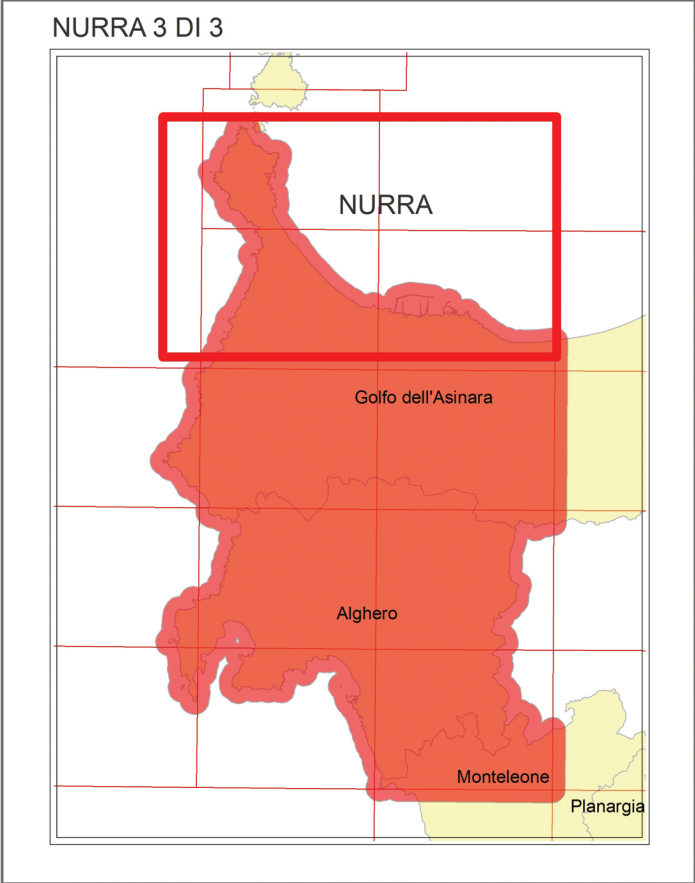 NURRA 3 DI 3
NURRA
Golfo dell'Asinara
Alghero
Monteleone
Planargia